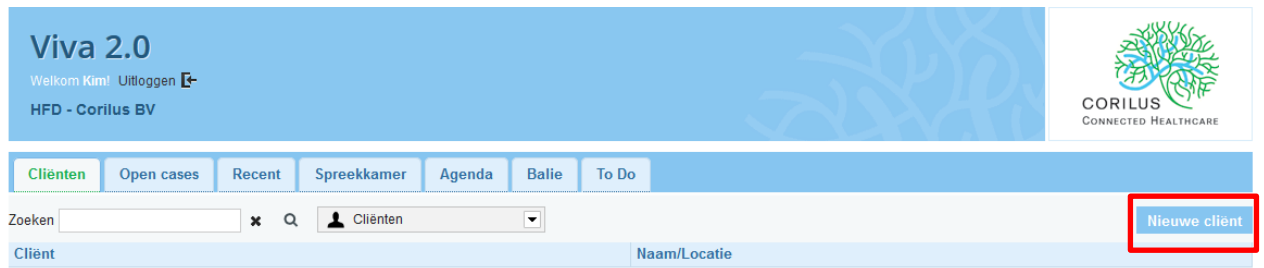 Viva 2.0
Welkom Kim! Uitloggen
HFD - Corilus BV
CORILUS
CONNECTED HEALTHCARE
Cliënten Open cases Recent Spreekkamer Agenda Balie To Do
Zoeken Cliënten Nieuwe cliënt
Cliënt Naam/Locatie